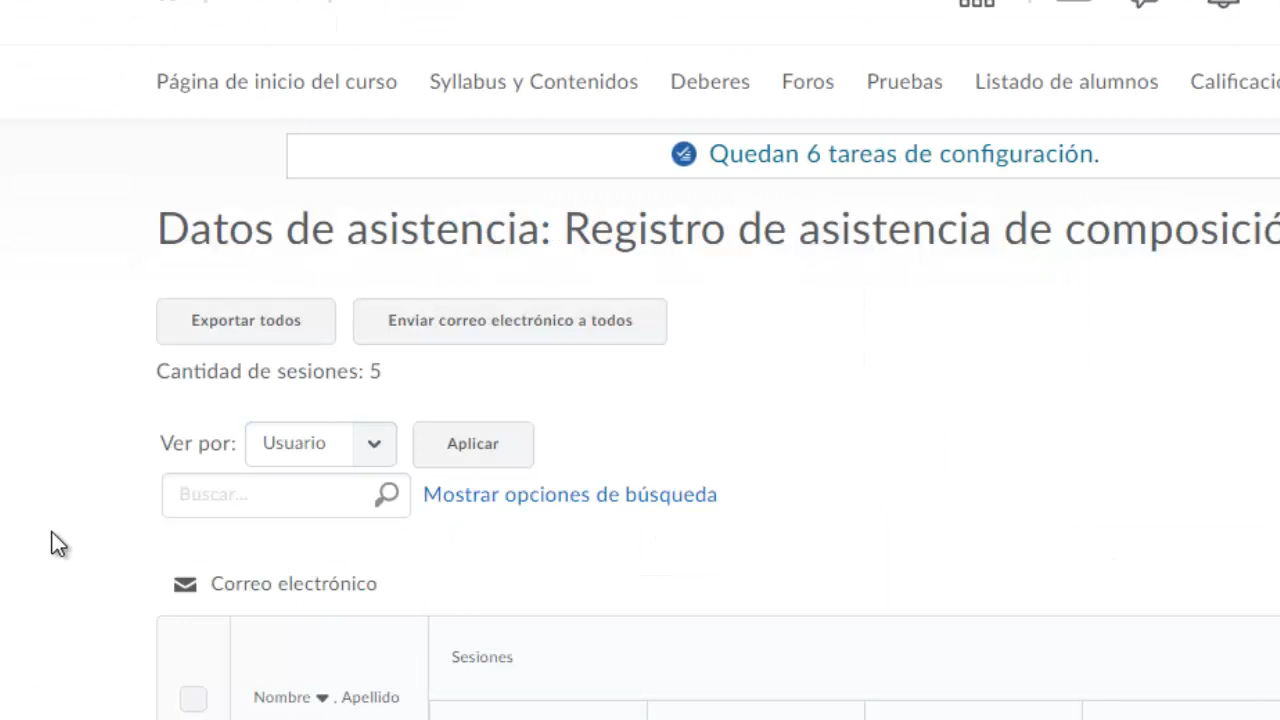 Página de inicio del curso Syllabus y Contenidos Deberes Foros Pruebas Listado de alumnos
Quedan 6 tareas de configuración.
Datos de asistencia: Registro de asistencia de
Exportar todos Enviar correo electrónico a todos
Cantidad de sesiones: 5
Ver por: Usuario Aplicar
Buscar... Mostrar opciones de búsqueda
Correo electrónico
Sesiones
Nombre , Apellido